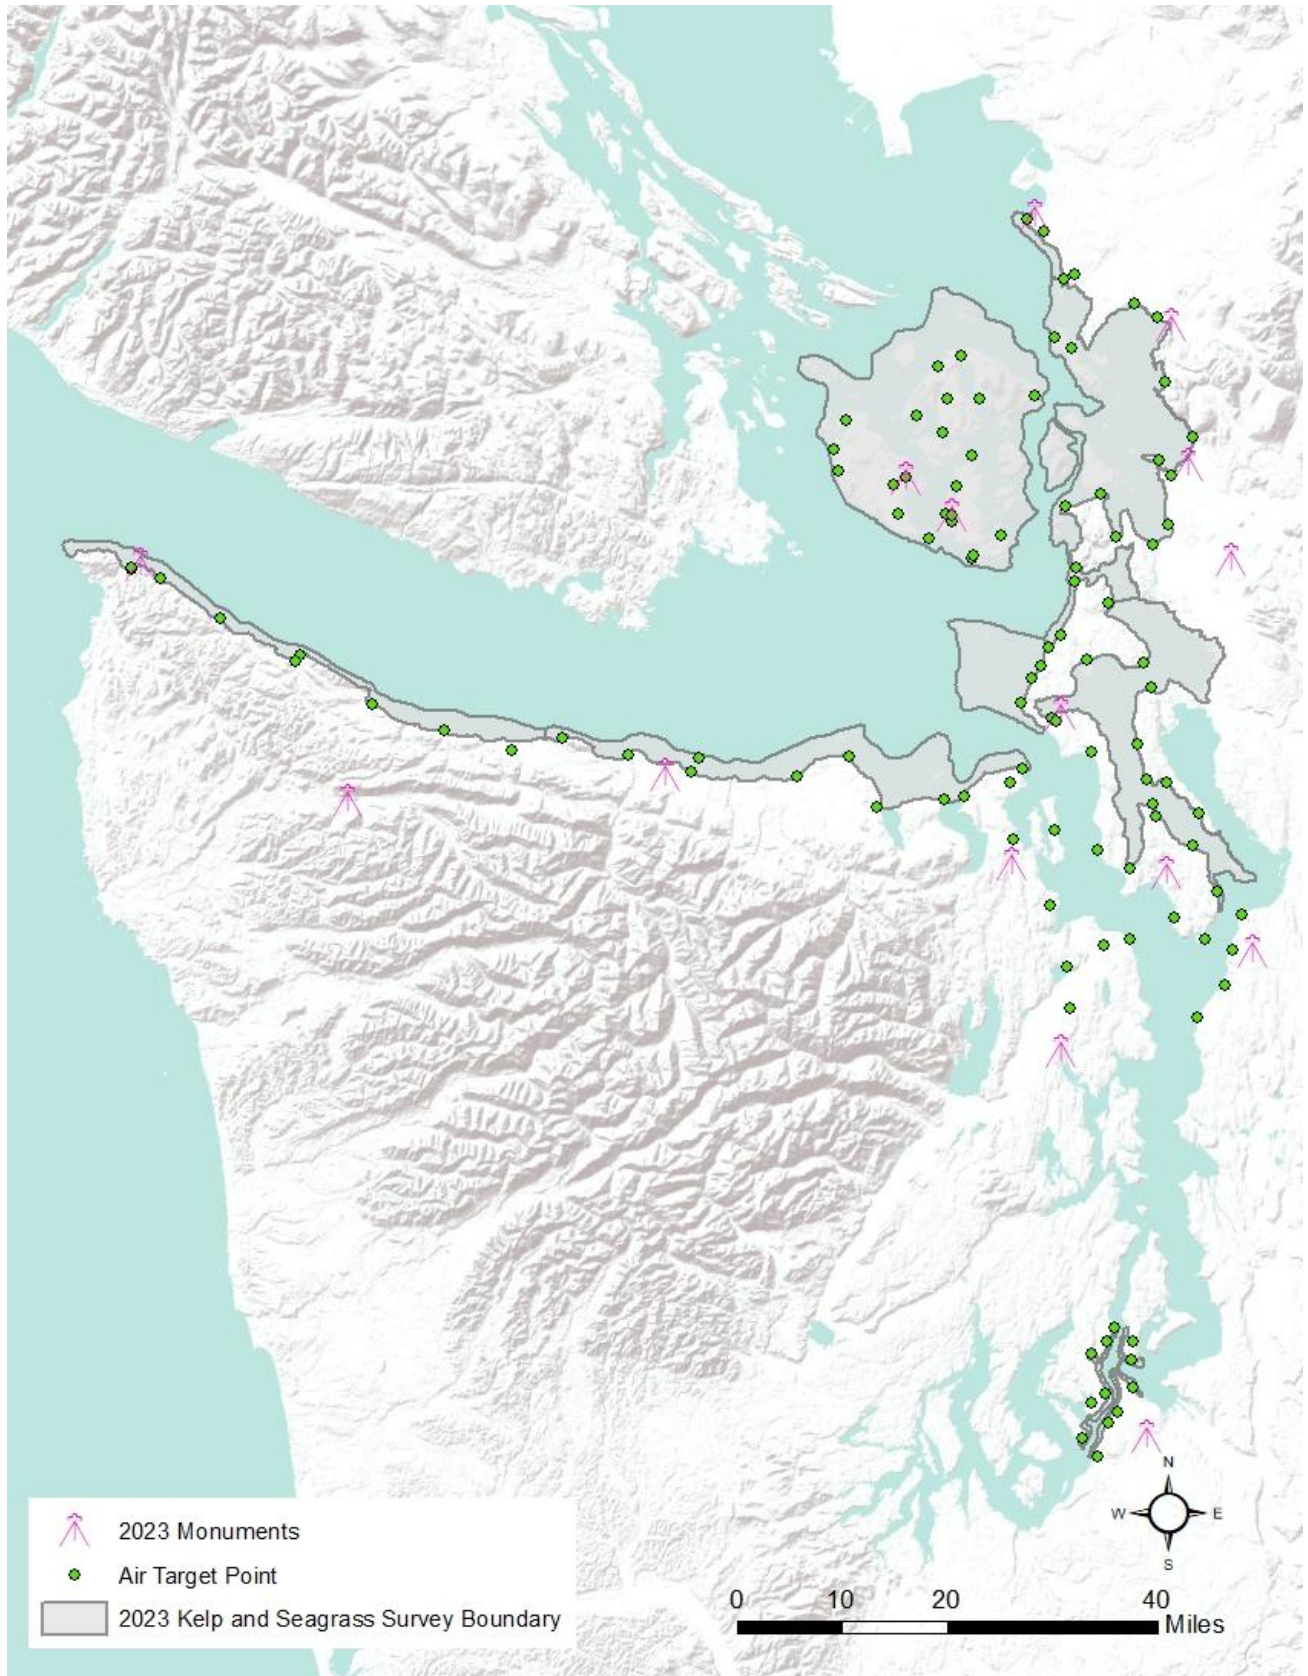 2023 Monuments
Air Target Point
2023 Kelp and Seagrass Survey Boundary
N
W E
S
0 10 20 40
Miles